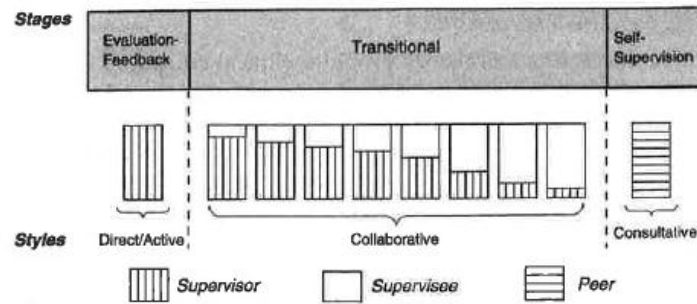 Stages
Evaluation-
Feedback
Transitional
Self-
Supervision
Styles
Direct/Active
Collaborative
Consultative
Supervisor
Supervisee
Peer